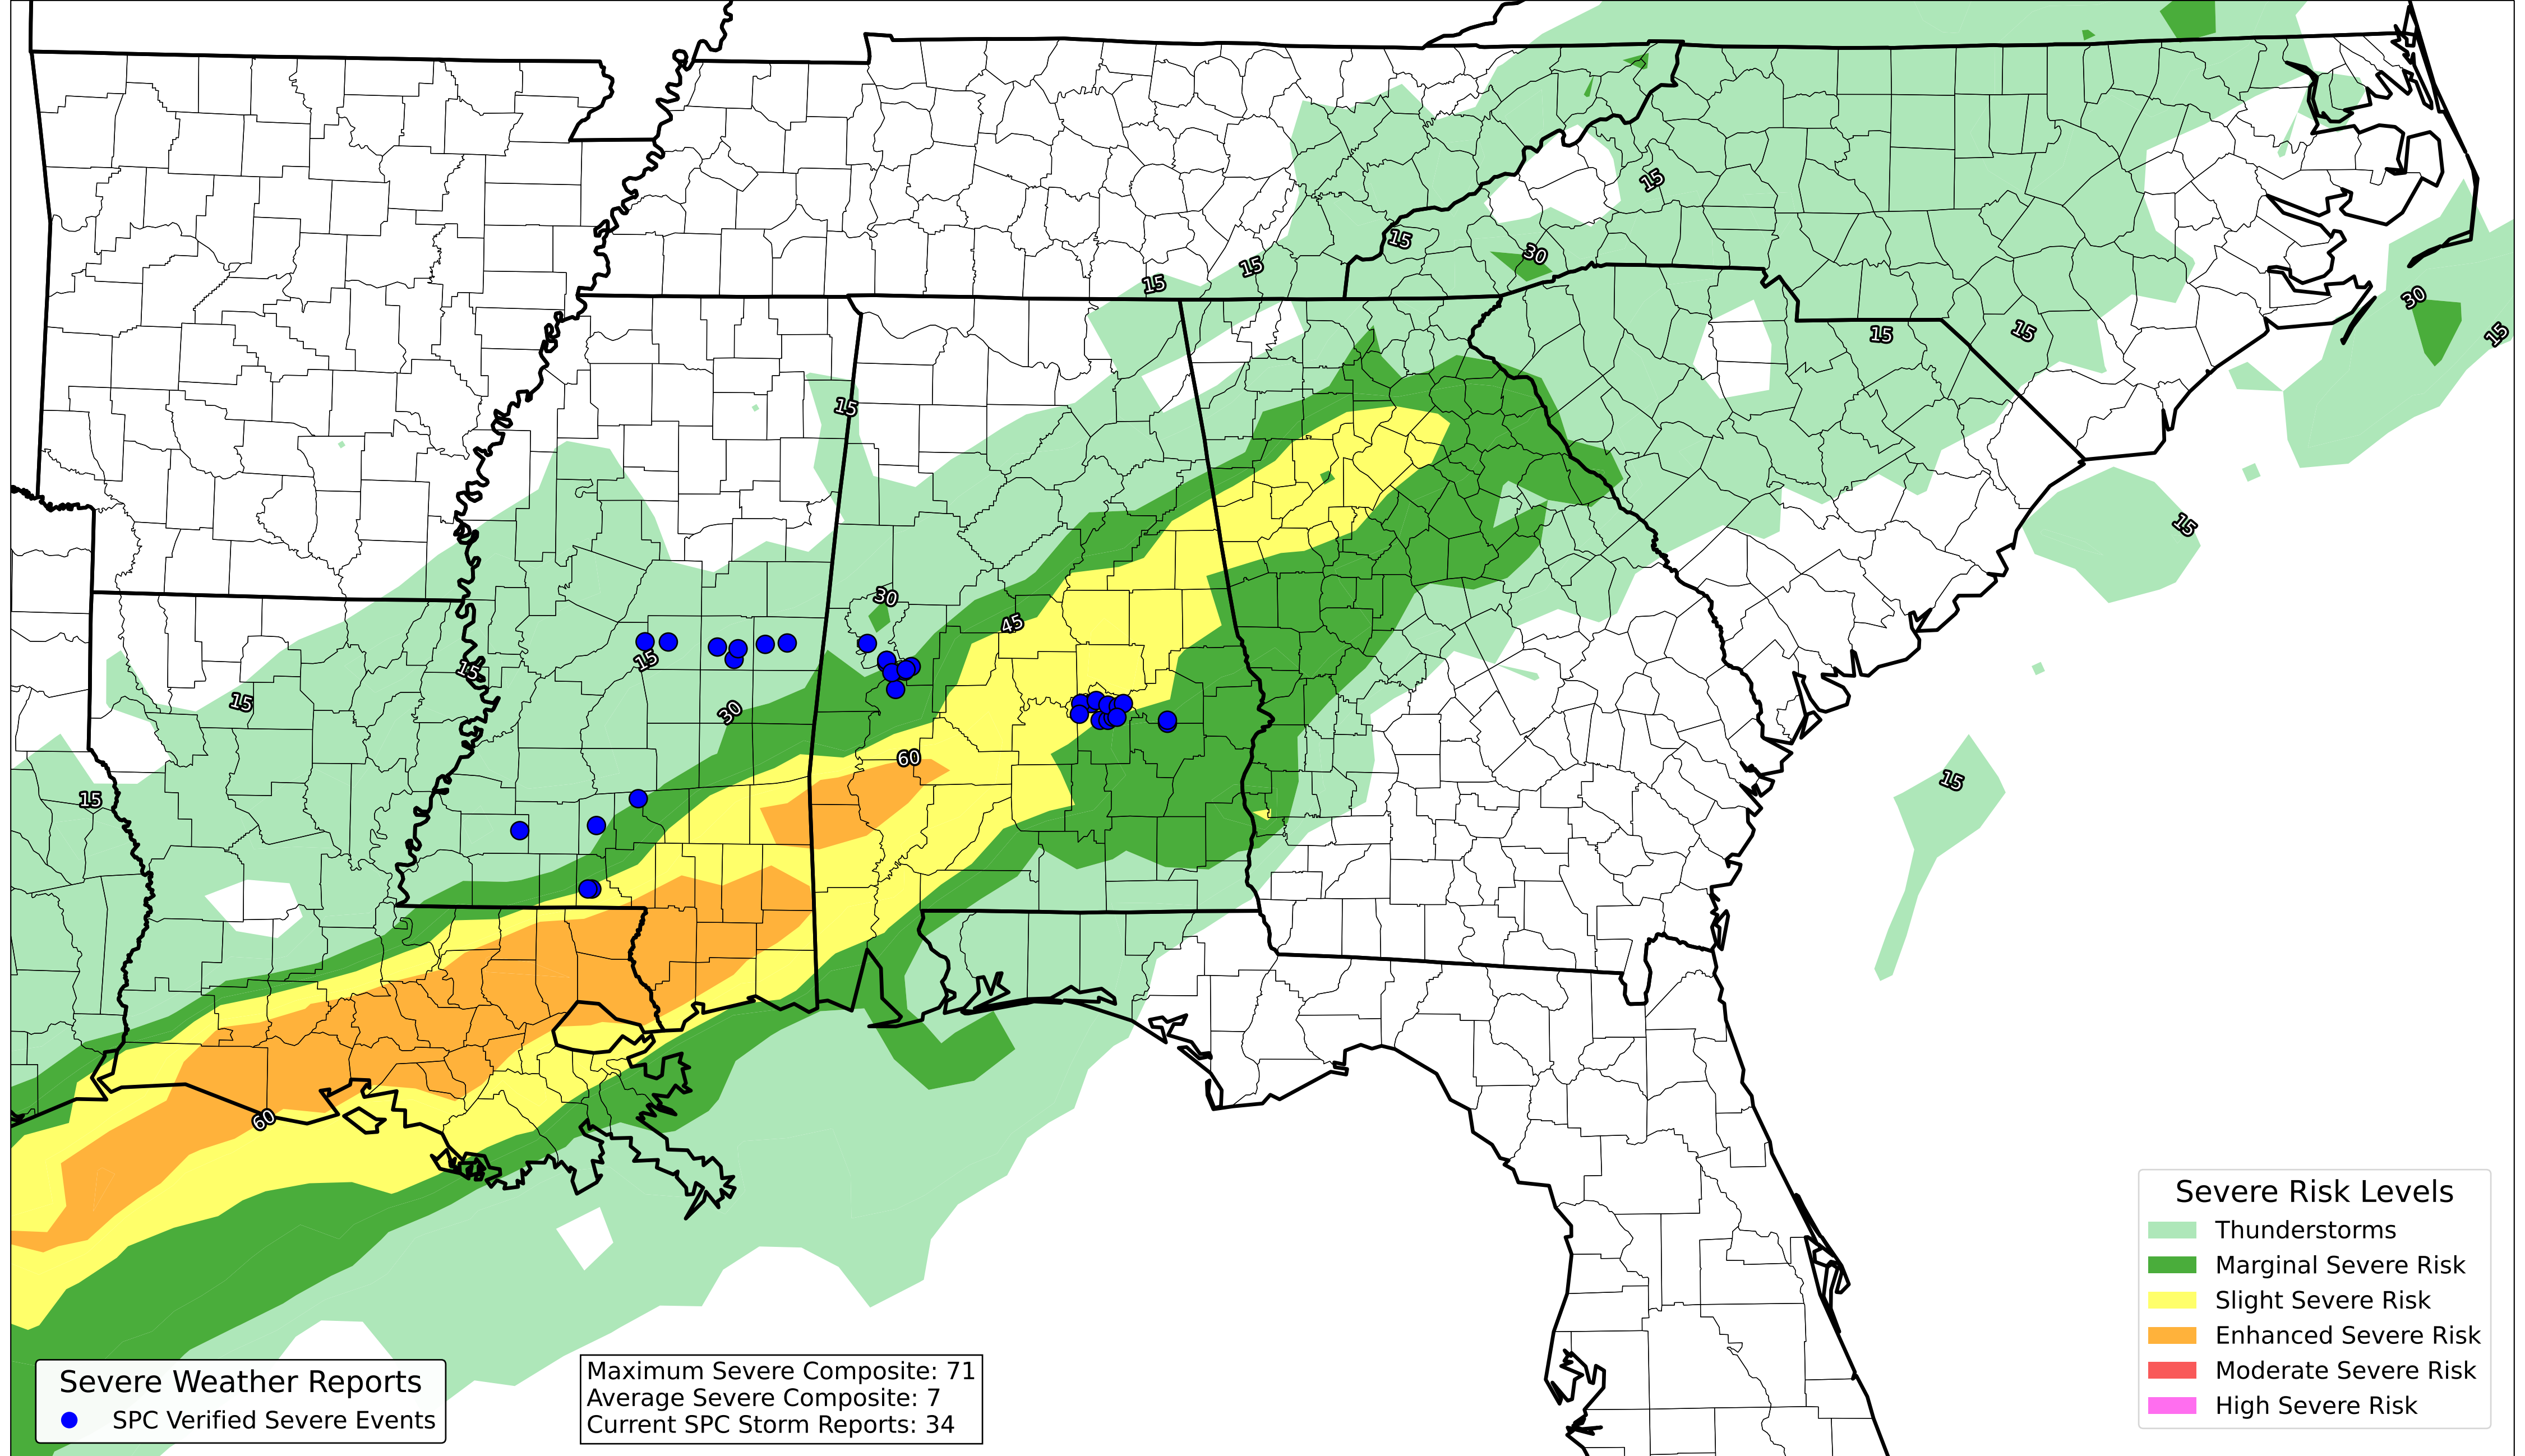 15
30
15
15
15
15
30
15
15
30
15
15
15
45
30
15
15
15
30
60
15
15
60
Severe Risk Levels
Thunderstorms
Marginal Severe Risk
Slight Severe Risk
Enhanced Severe Risk
Moderate Severe Risk
High Severe Risk
Severe Weather Reports
SPC Verified Severe Events
Maximum Severe Composite: 71
Average Severe Composite: 7
Current SPC Storm Reports: 34